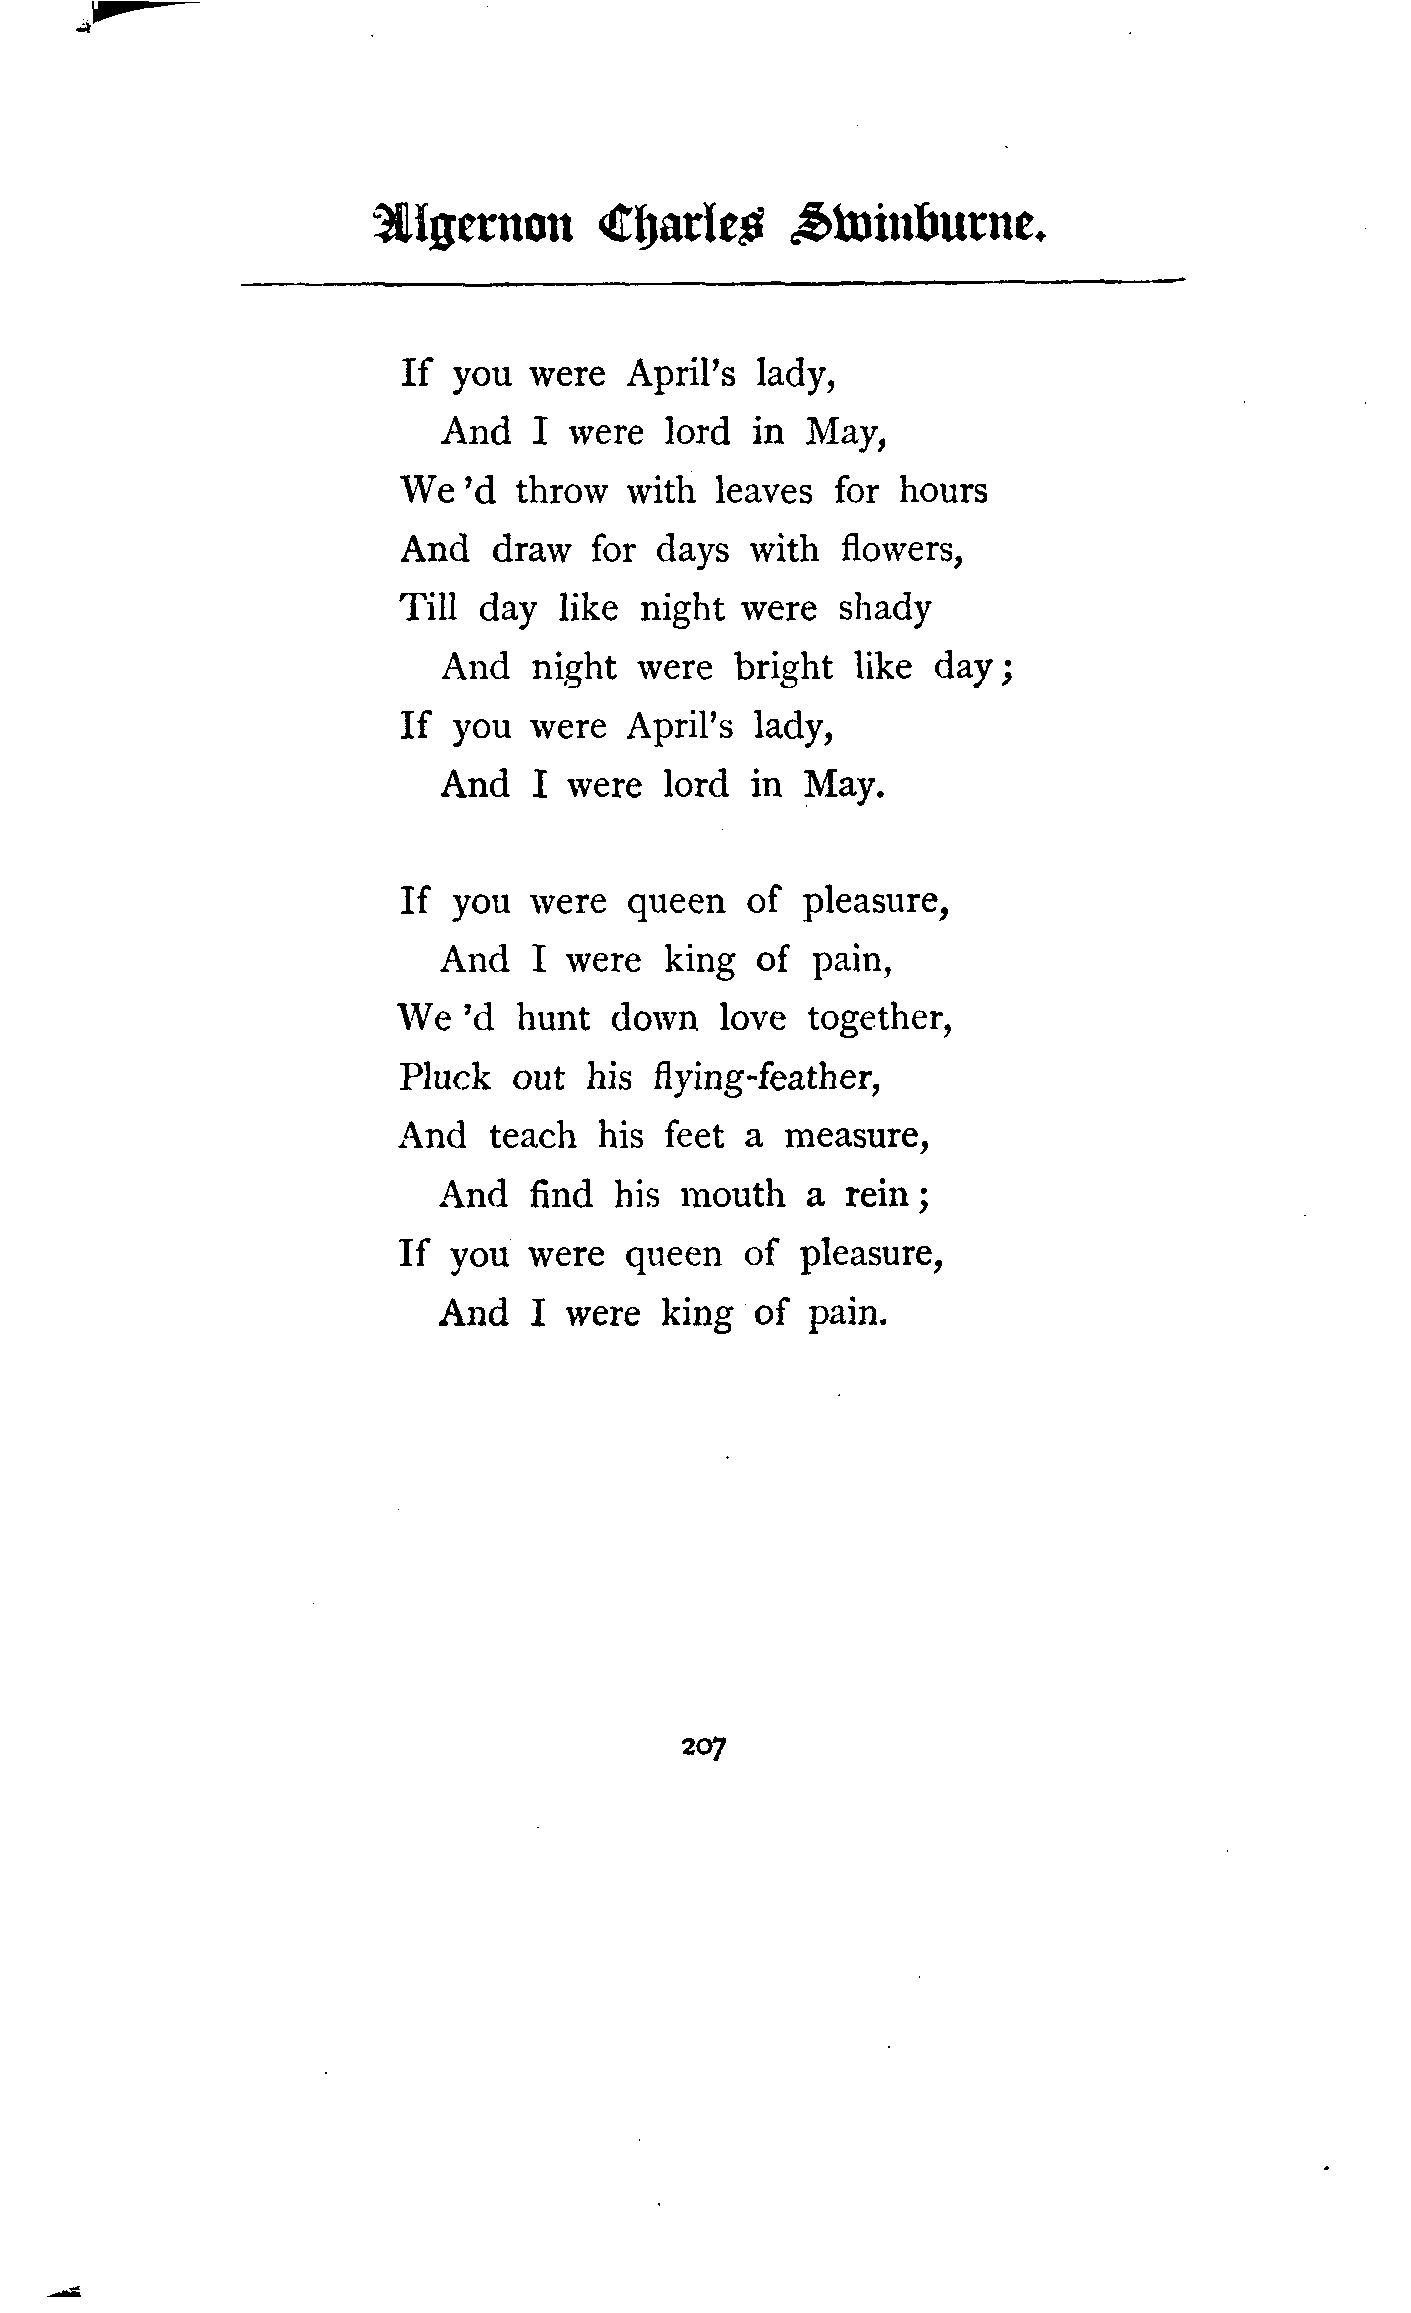 Algernon Charles Swinburne.
If you were April's lady,
And I were lord in May,
We'd throw with leaves for hours
And draw for days with flowers,
Till day like night were shady
And night were bright like day;
If you were April's lady,
And I were lord in May.
If you were queen of pleasure,
And I were king of pain,
We'd hunt down love together,
Pluck out his flying-feather,
And teach his feet a measure,
And find his mouth a rein;
If you were queen of pleasure,
And I were king of pain.
207